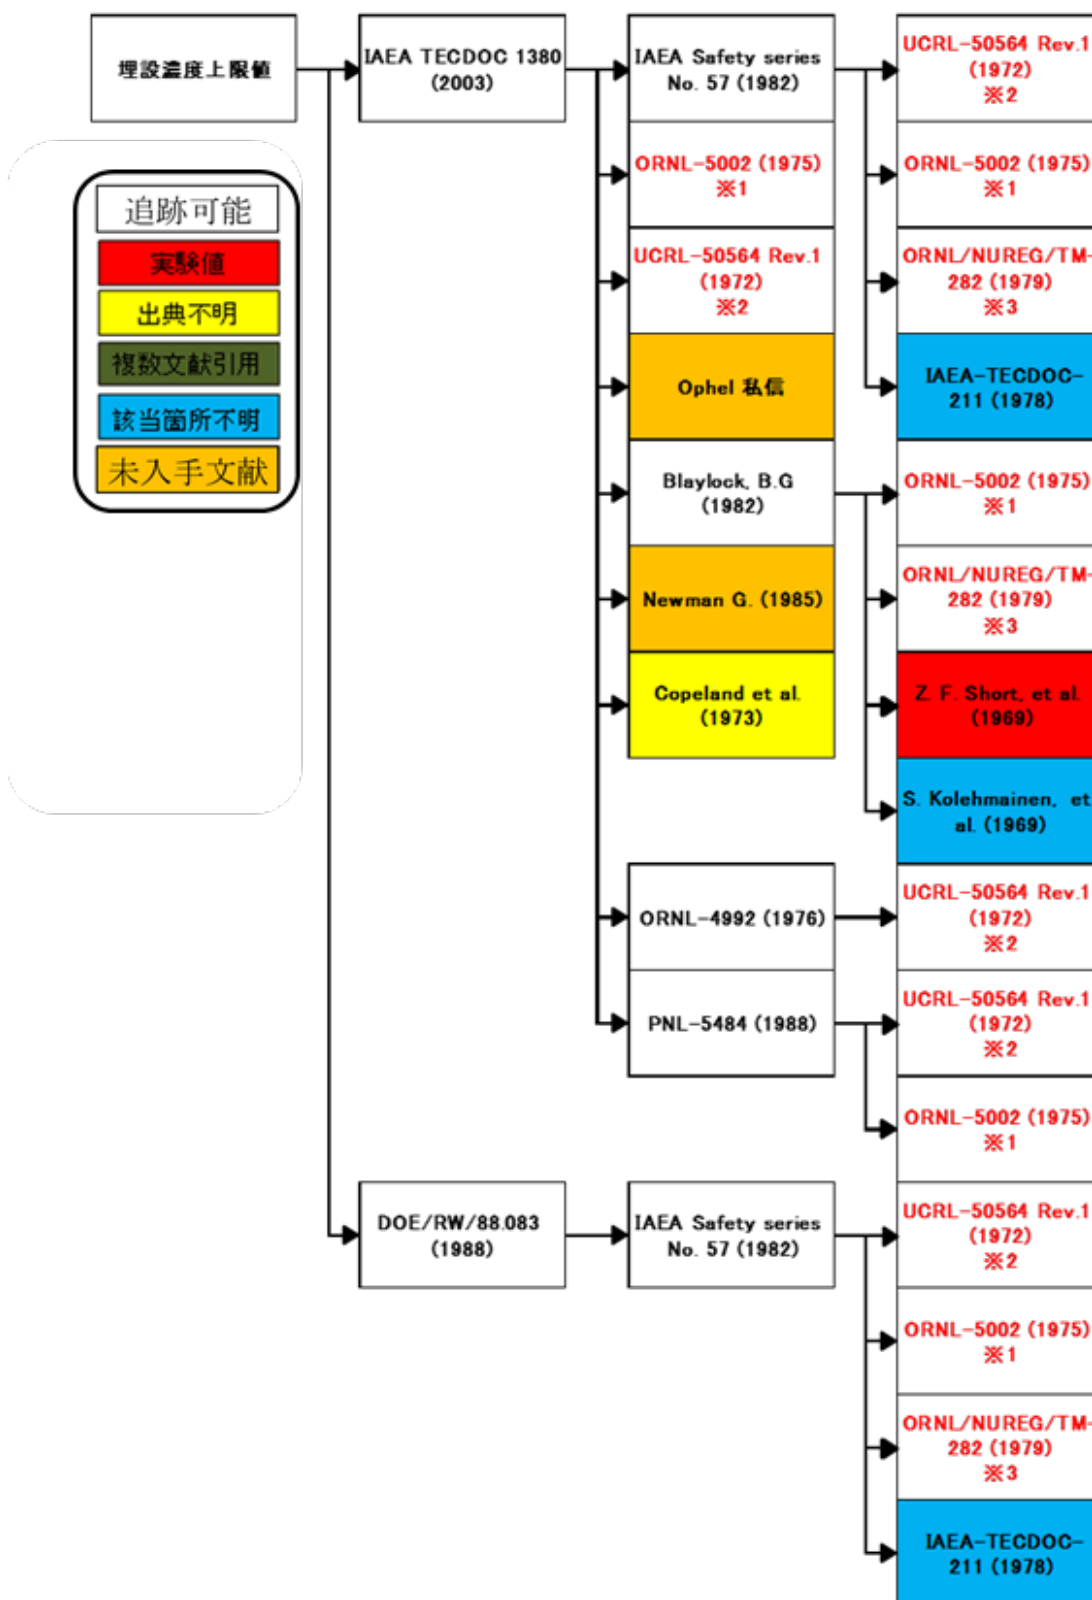 埋設濃度上限値
IAEA TECDOC 1380
(2003)
IAEA Safety series
No. 57 (1982)
UCRL-50564 Rev.1
(1972)
※2
ORNL-5002 (1975)
※1
ORNL-5002 (1975)
※1
追跡可能
実験値
出典不明
複数文献引用
該当箇所不明
未入手文献
UCRL-50564 Rev.1
(1972)
※2
ORNL/NUREG/TM-
282 (1979)
※3
Ophel 私信
IAEA-TECDOC-
211 (1978)
Blaylock, B.G
(1982)
ORNL-5002 (1975)
※1
Newman G. (1985)
ORNL/NUREG/TM-
282 (1979)
※3
Copeland et al.
(1973)
Z. F. Short, et al.
(1969)
S. Kolehmainen, et
al. (1969)
ORNL-4992 (1976)
UCRL-50564 Rev.1
(1972)
※2
PNL-5484 (1988)
UCRL-50564 Rev.1
(1972)
※2
ORNL-5002 (1975)
※1
DOE/RW/88.083
(1988)
IAEA Safety series
No. 57 (1982)
UCRL-50564 Rev.1
(1972)
※2
ORNL-5002 (1975)
※1
ORNL/NUREG/TM-
282 (1979)
※3
IAEA-TECDOC-
211 (1978)